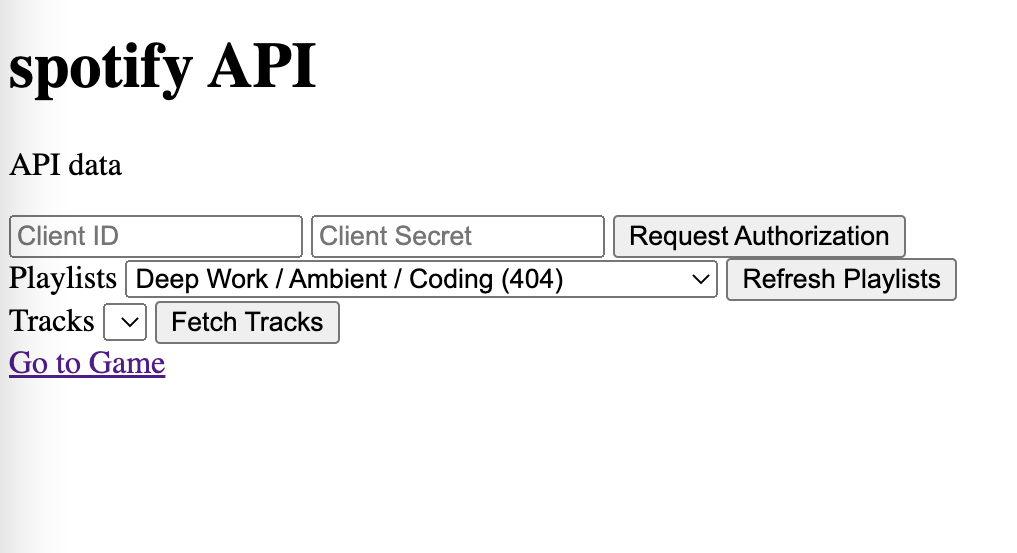 spotify API
API data
Client ID Client Secret Request Authorization
Playlists Deep Work / Ambient / Coding (404) Refresh Playlists
Tracks Fetch Tracks
Go to Game